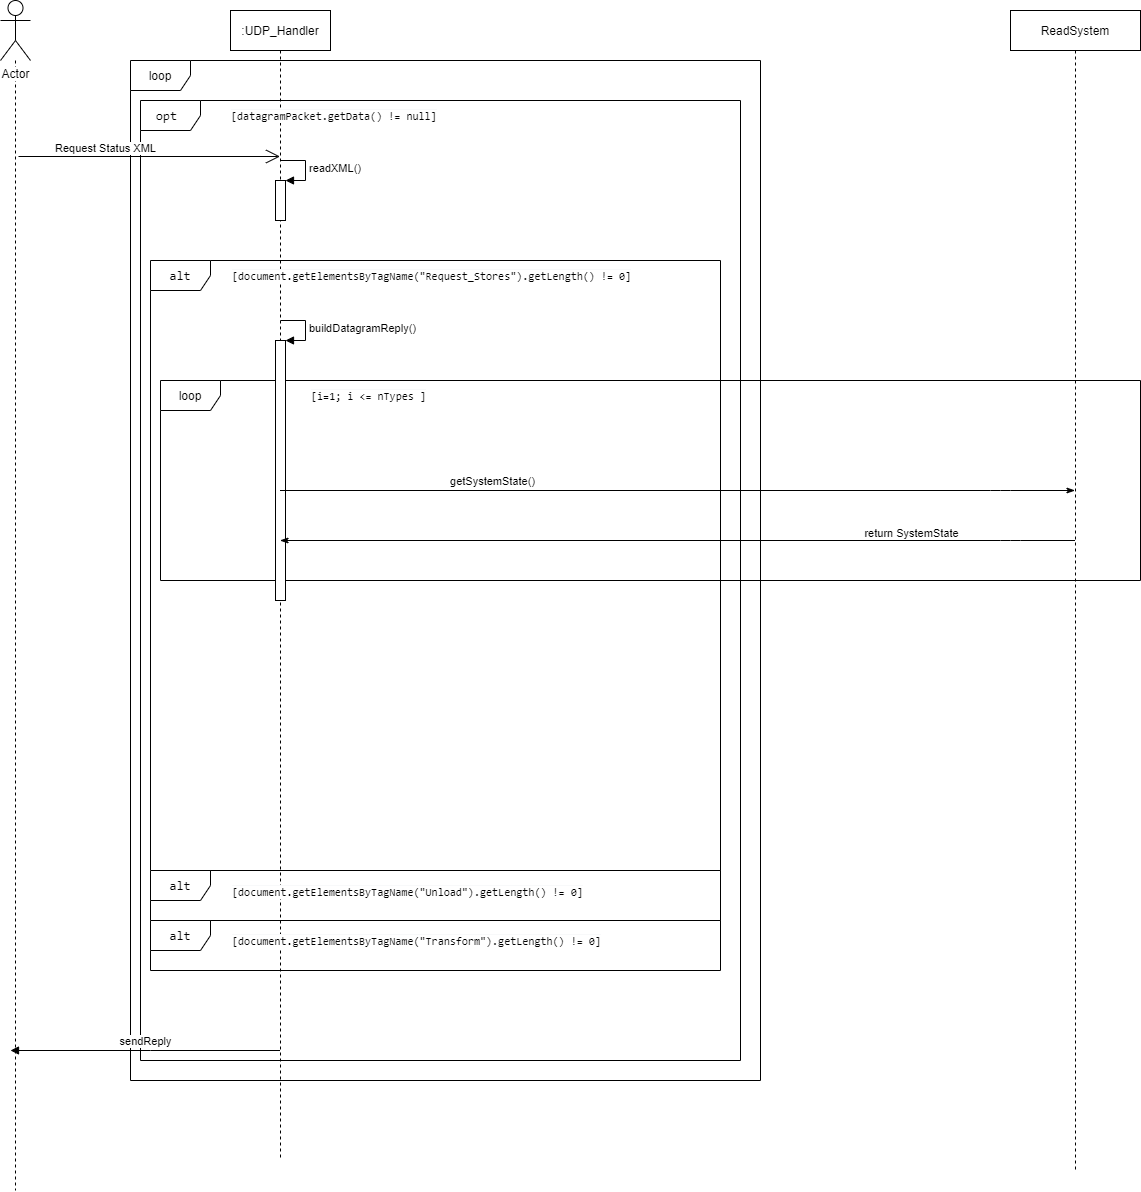 Actor
:UDP_Handler
ReadSystem
loop
opt
[datagramPacket.getData() != null]
Request Status XML
readXML()
alt
[document.getElementsByTagName("Request_Stores").getLength() != 0]
buildDatagramReply()
loop
[i=1; i <= nTypes ]
getSystemState()
return SystemState
alt
[document.getElementsByTagName("Unload").getLength() != 0]
alt
[document.getElementsByTagName("Transform").getLength() != 0]
sendReply